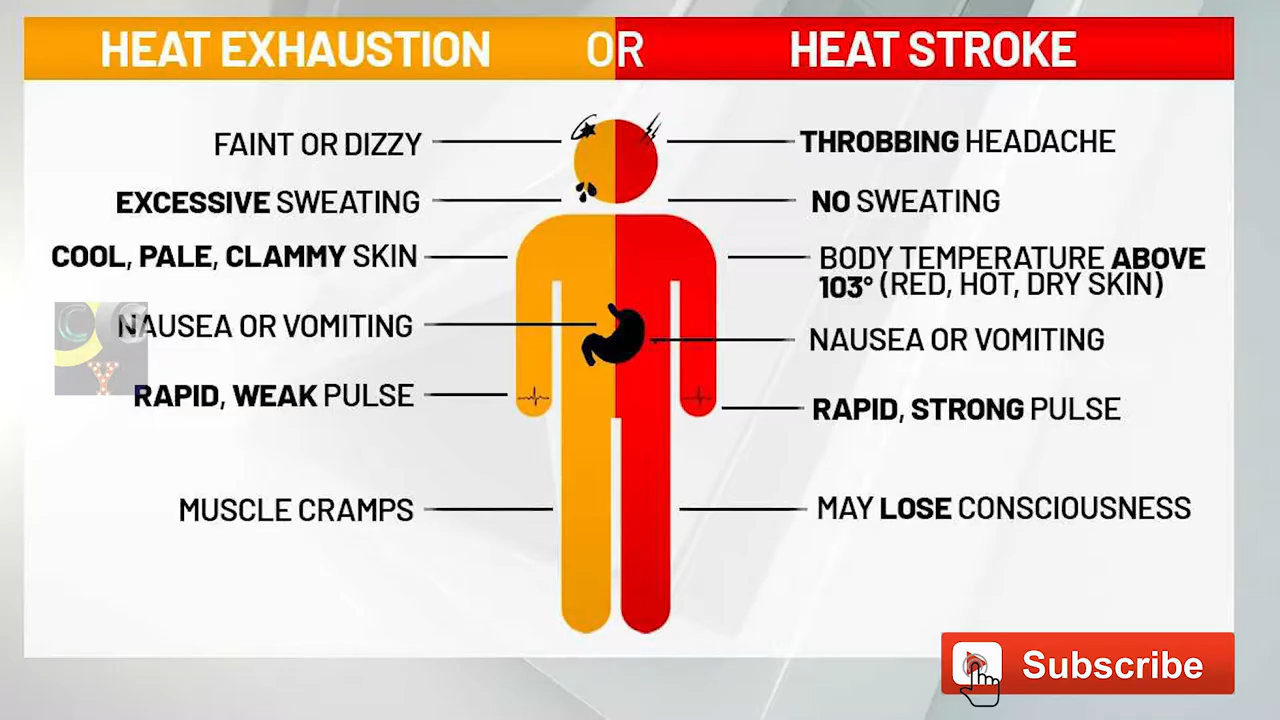 HEAT EXHAUSTION OR HEAT STROKE
FAINT OR DIZZY
EXCESSIVE SWEATING
COOL, PALE, CLAMMY SKIN
NAUSEA OR VOMITING
RAPID, WEAK PULSE
MUSCLE CRAMPS
THROBBING HEADACHE
NO SWEATING
BODY TEMPERATURE ABOVE
103° (RED, HOT, DRY SKIN)
NAUSEA OR VOMITING
RAPID, STRONG PULSE
MAY LOSE CONSCIOUSNESS
Subscribe